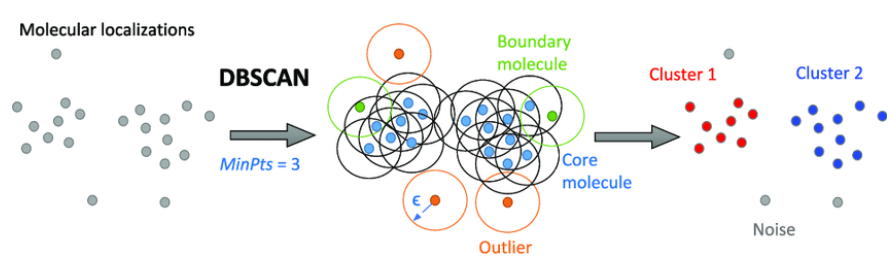 Molecular localizations
DBSCAN
MinPts = 3
Boundary
molecule
Core
molecule
ϵ
Outlier
Cluster 1
Cluster 2
Noise